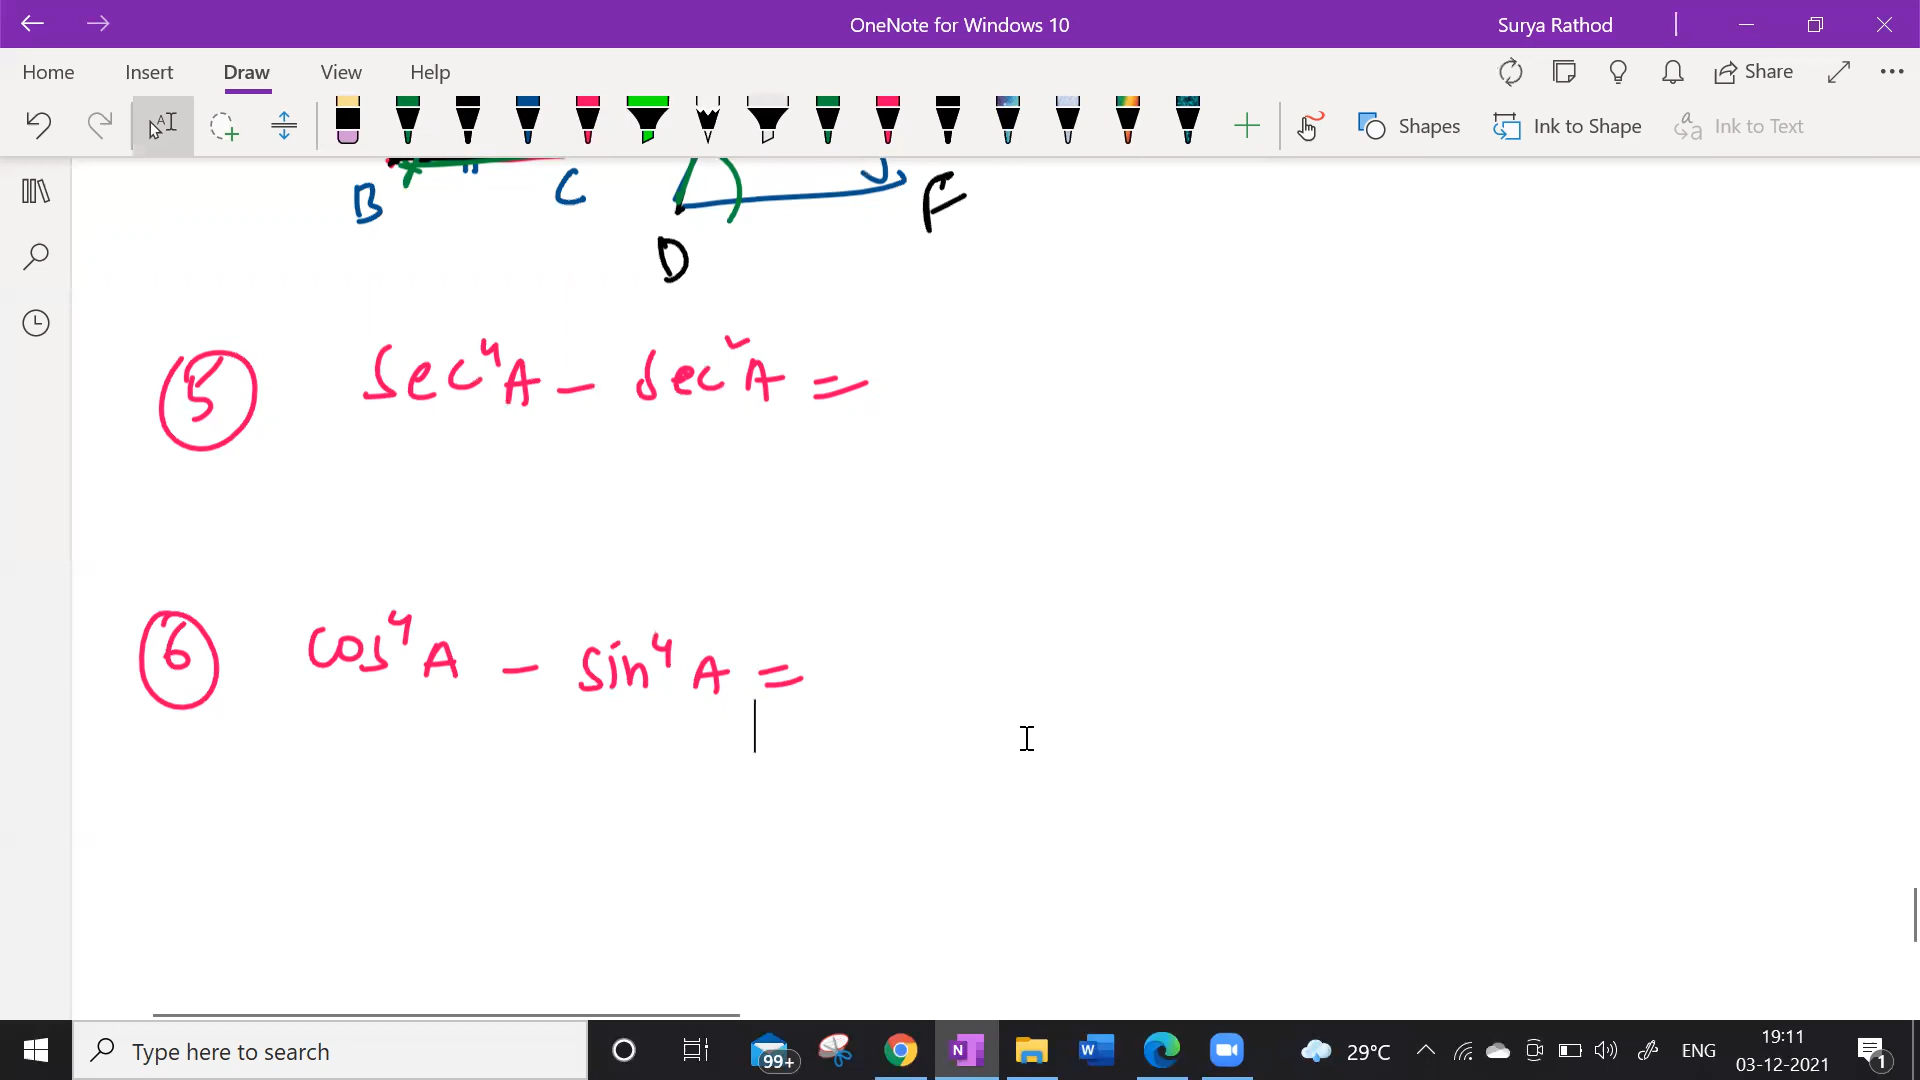 OneNote for Windows 10
Surya Rathod
Home Insert Draw View Help
Share
Shapes
Ink to Shape
Ink to Text
B C F
D
5 Sec⁴A - Sec²A =
6 Cos⁴A - Sin⁴A =
Type here to search
99+
29°C
ENG
19:11
03-12-2021
1